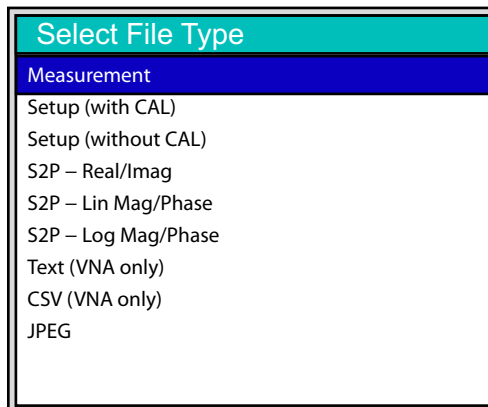 Select File Type
Measurement
Setup (with CAL)
Setup (without CAL)
S2P – Real/Imag
S2P – Lin Mag/Phase
S2P – Log Mag/Phase
Text (VNA only)
CSV (VNA only)
JPEG